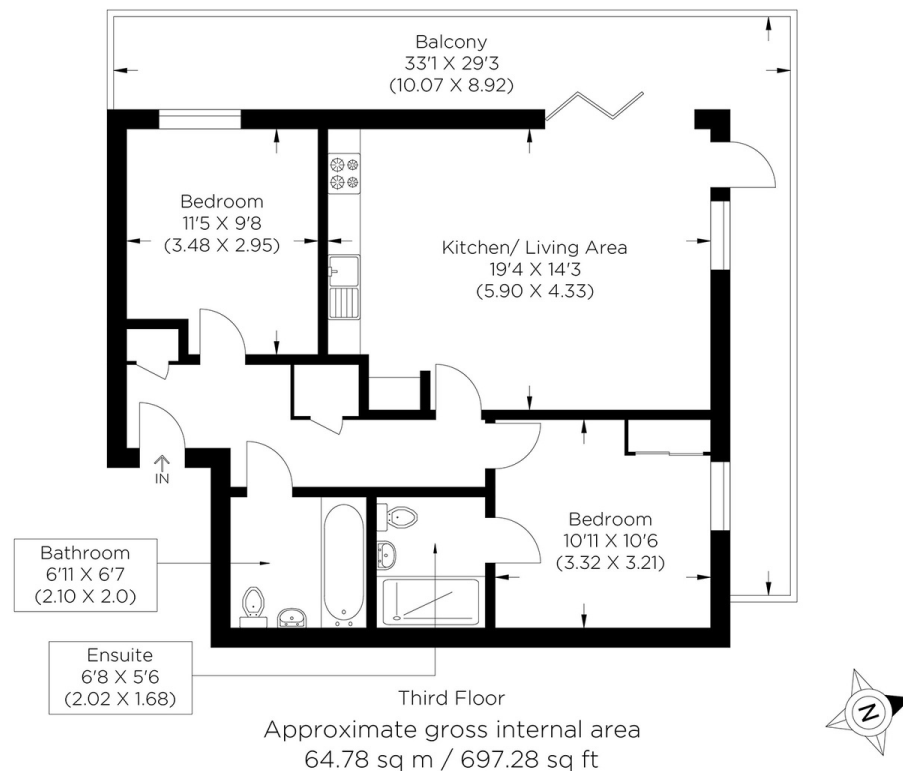 Balcony
33'1 X 29'3
(10.07 X 8.92)
Bedroom
11'5 X 9'8
(3.48 X 2.95)
Kitchen/ Living Area
19'4 X 14'3
(5.90 X 4.33)
IN
Bedroom
10'11 X 10'6
(3.32 X 3.21)
Bathroom
6'11 X 6'7
(2.10 X 2.0)
Ensuite
6'8 X 5'6
(2.02 X 1.68)
Third Floor
Approximate gross internal area
64.78 sq m / 697.28 sq ft
N